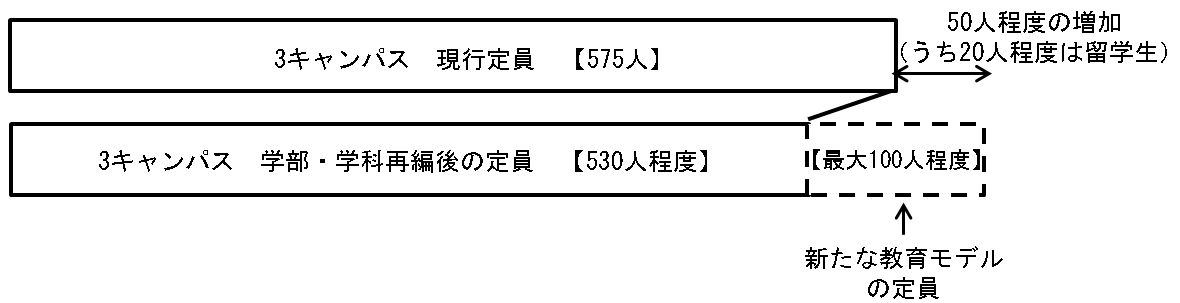 50人程度の増加
（うち20人程度は留学生）
3キャンパス　現行定員　【575人】
3キャンパス　学部・学科再編後の定員　【530人程度】
【最大100人程度】
新たな教育モデル
の定員